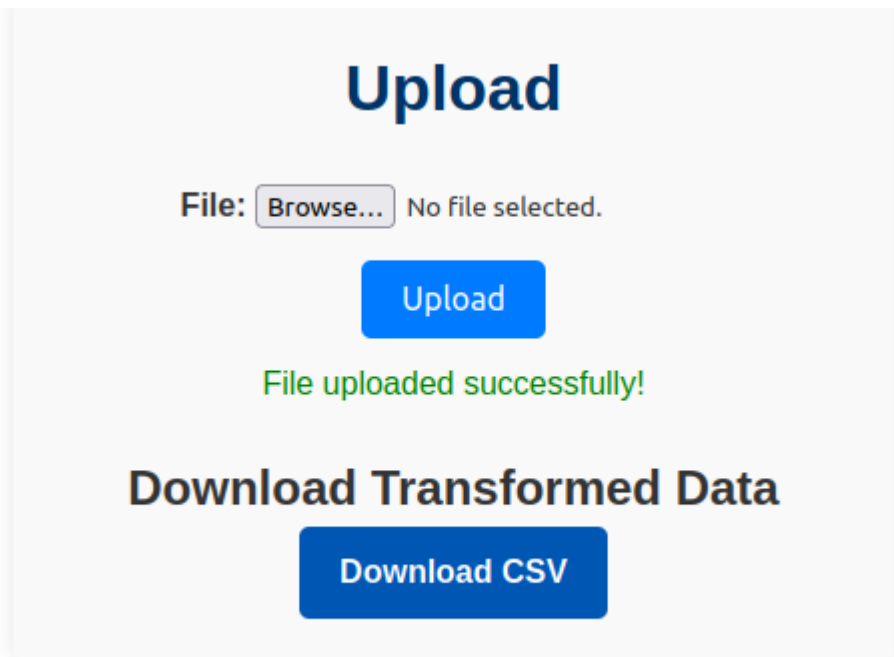 Upload
File: Browse... No file selected.
Upload
File uploaded successfully!
Download Transformed Data
Download CSV